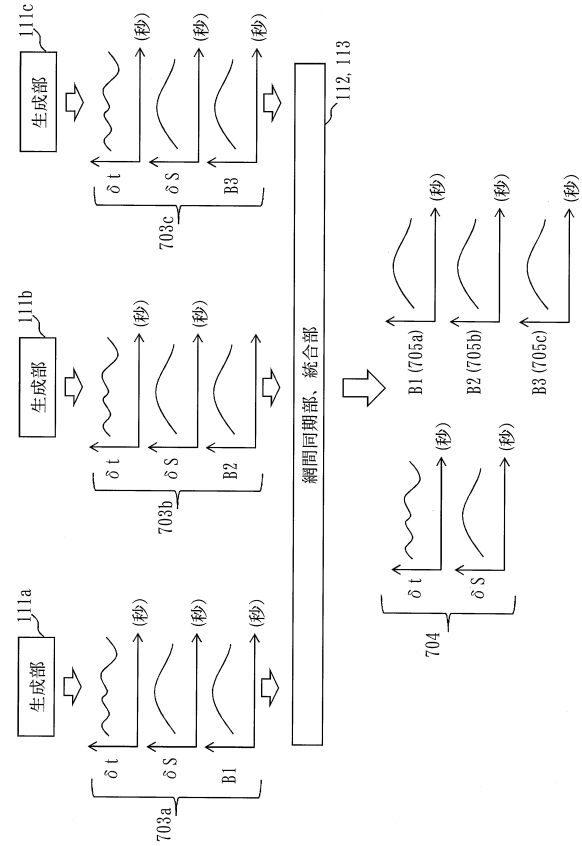 111a
生成部
δt
(秒)
δS
(秒)
B1
(秒)
703a
111b
生成部
δt
(秒)
δS
(秒)
B2
703b
111c
生成部
δt
(秒)
δS
(秒)
B3
(秒)
703c
網間同期部、統合部
112, 113
δt
(秒)
δS
(秒)
704
B1(705a)
(秒)
B2(705b)
(秒)
B3(705c)
(秒)